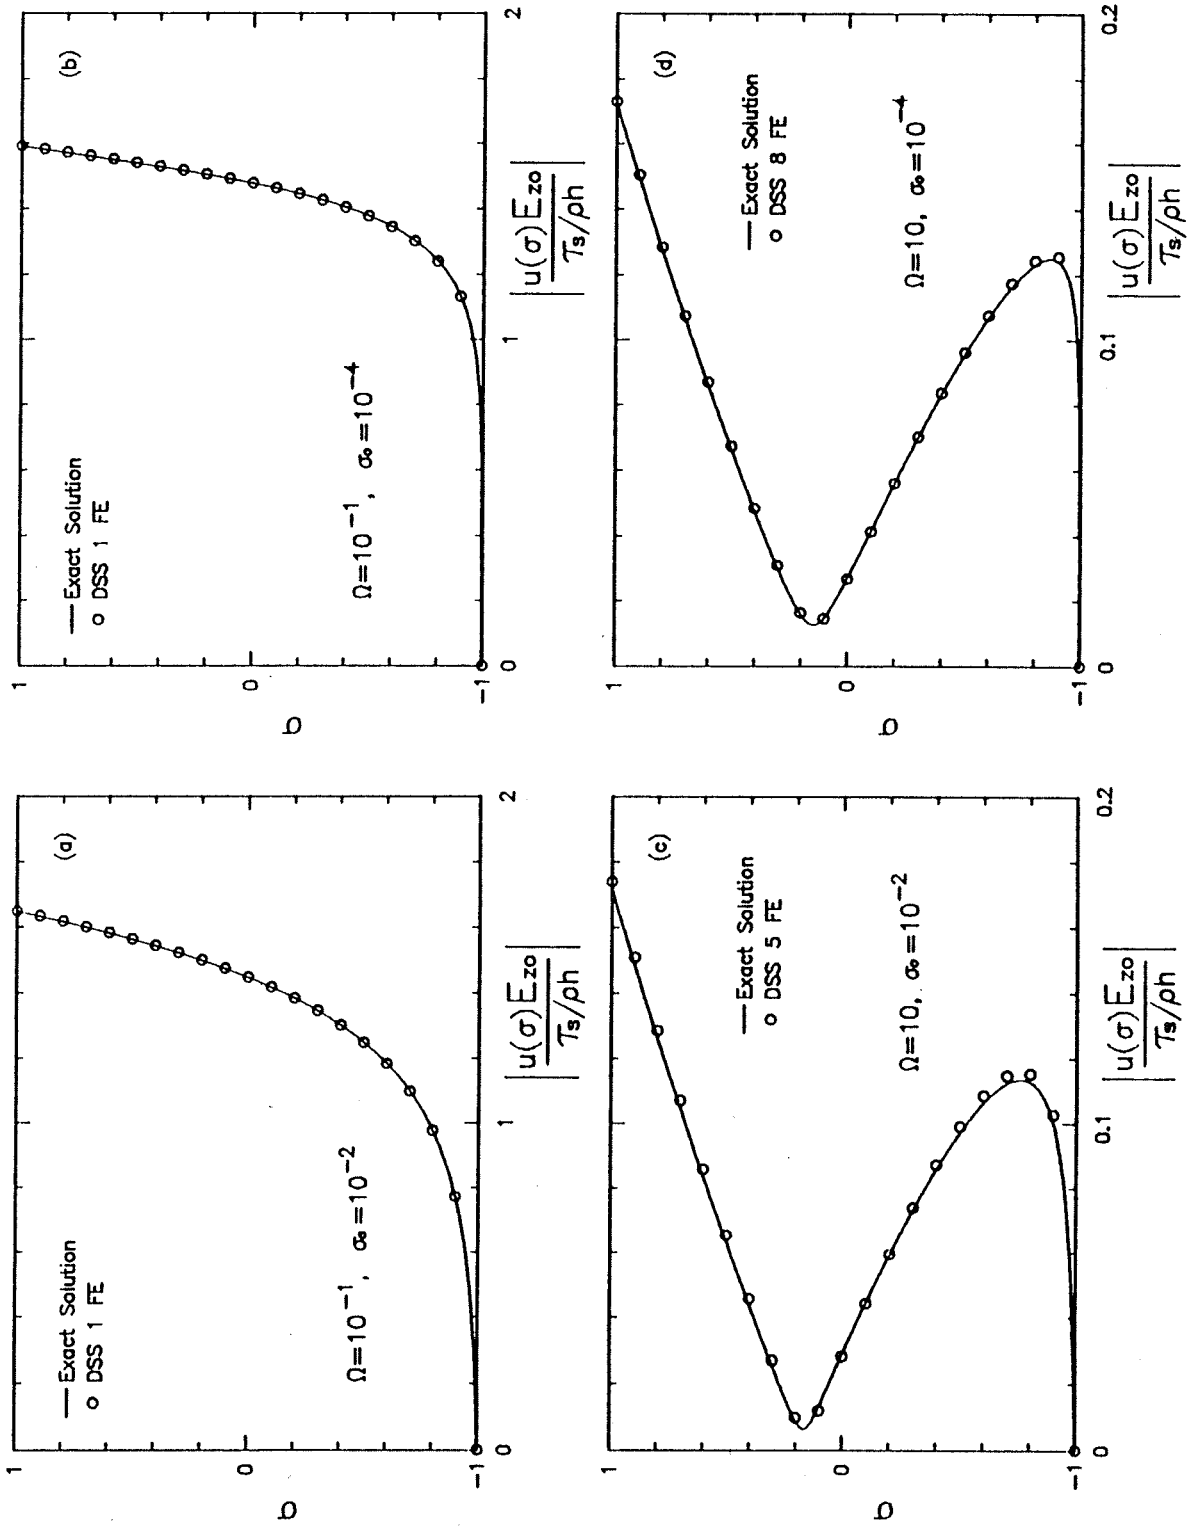 (a)
— Exact Solution
o DSS 1 FE
Ω=10⁻¹, σ₀=10⁻²
1
0
-1
σ
0
1
2
|u(σ)E_zo / τ_s/ρh|
(b)
— Exact Solution
o DSS 1 FE
Ω=10⁻¹, σ₀=10⁻⁴
1
0
-1
σ
0
1
2
|u(σ)E_zo / τ_s/ρh|
(c)
— Exact Solution
o DSS 5 FE
Ω=10, σ₀=10⁻²
1
0
-1
σ
0
0.1
0.2
|u(σ)E_zo / τ_s/ρh|
(d)
— Exact Solution
o DSS 8 FE
Ω=10, σ₀=10⁻⁴
1
0
-1
σ
0
0.1
0.2
|u(σ)E_zo / τ_s/ρh|